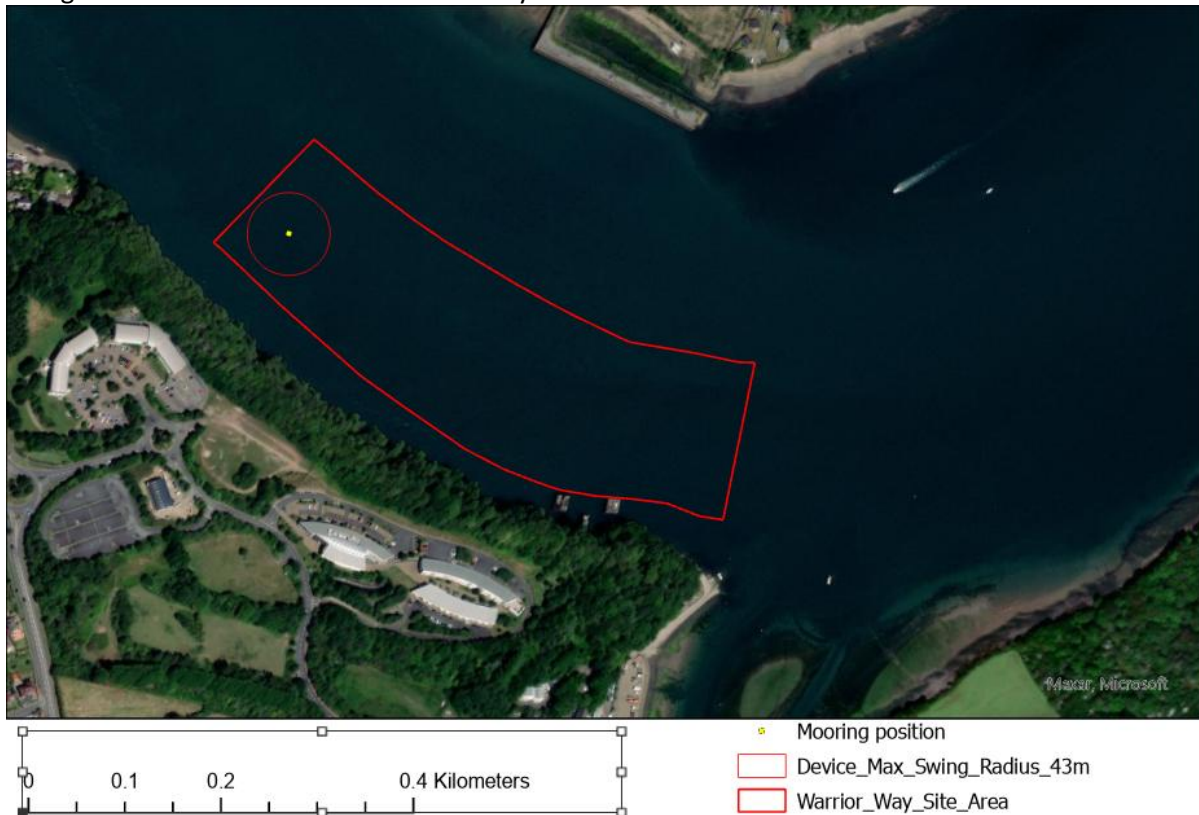 Maxar, Microsoft
0 0.1 0.2 0.4 Kilometers
Mooring position
Device_Max_Swing_Radius_43m
Warrior_Way_Site_Area